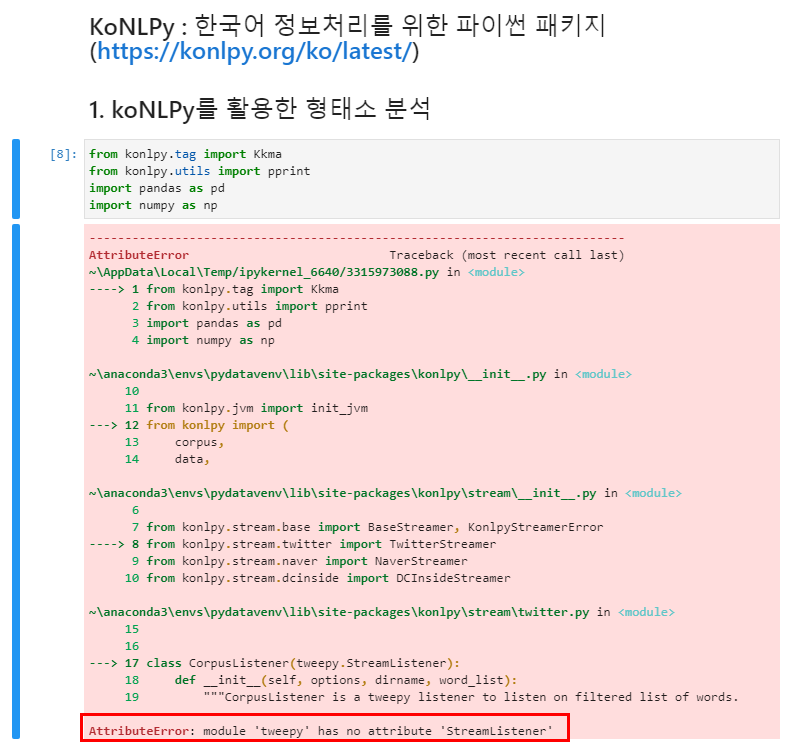 KoNLPy : 한국어 정보처리를 위한 파이썬 패키지
(https://konlpy.org/ko/latest/)
1. koNLPy를 활용한 형태소 분석
[8]: from konlpy.tag import Kkma
from konlpy.utils import pprint
import pandas as pd
import numpy as np
---------------------------------------------------------------------------
AttributeError                            Traceback (most recent call last)
~\AppData\Local\Temp/ipykernel_6640/3315973088.py in <module>
----> 1 from konlpy.tag import Kkma
      2 from konlpy.utils import pprint
      3 import pandas as pd
      4 import numpy as np
~\anaconda3\envs\pydatavenv\lib\site-packages\konlpy\__init__.py in <module>
     10
     11 from konlpy.jvm import init_jvm
---> 12 from konlpy import (
     13     corpus,
     14     data,
~\anaconda3\envs\pydatavenv\lib\site-packages\konlpy\stream\__init__.py in <module>
      6
      7 from konlpy.stream.base import BaseStreamer, KonlpyStreamerError
----> 8 from konlpy.stream.twitter import TwitterStreamer
      9 from konlpy.stream.naver import NaverStreamer
     10 from konlpy.stream.dcinside import DCInsideStreamer
~\anaconda3\envs\pydatavenv\lib\site-packages\konlpy\stream\twitter.py in <module>
     15
     16
---> 17 class CorpusListener(tweepy.StreamListener):
     18     def __init__(self, options, dirname, word_list):
     19         """CorpusListener is a tweepy listener to listen on filtered list of words.
AttributeError: module 'tweepy' has no attribute 'StreamListener'